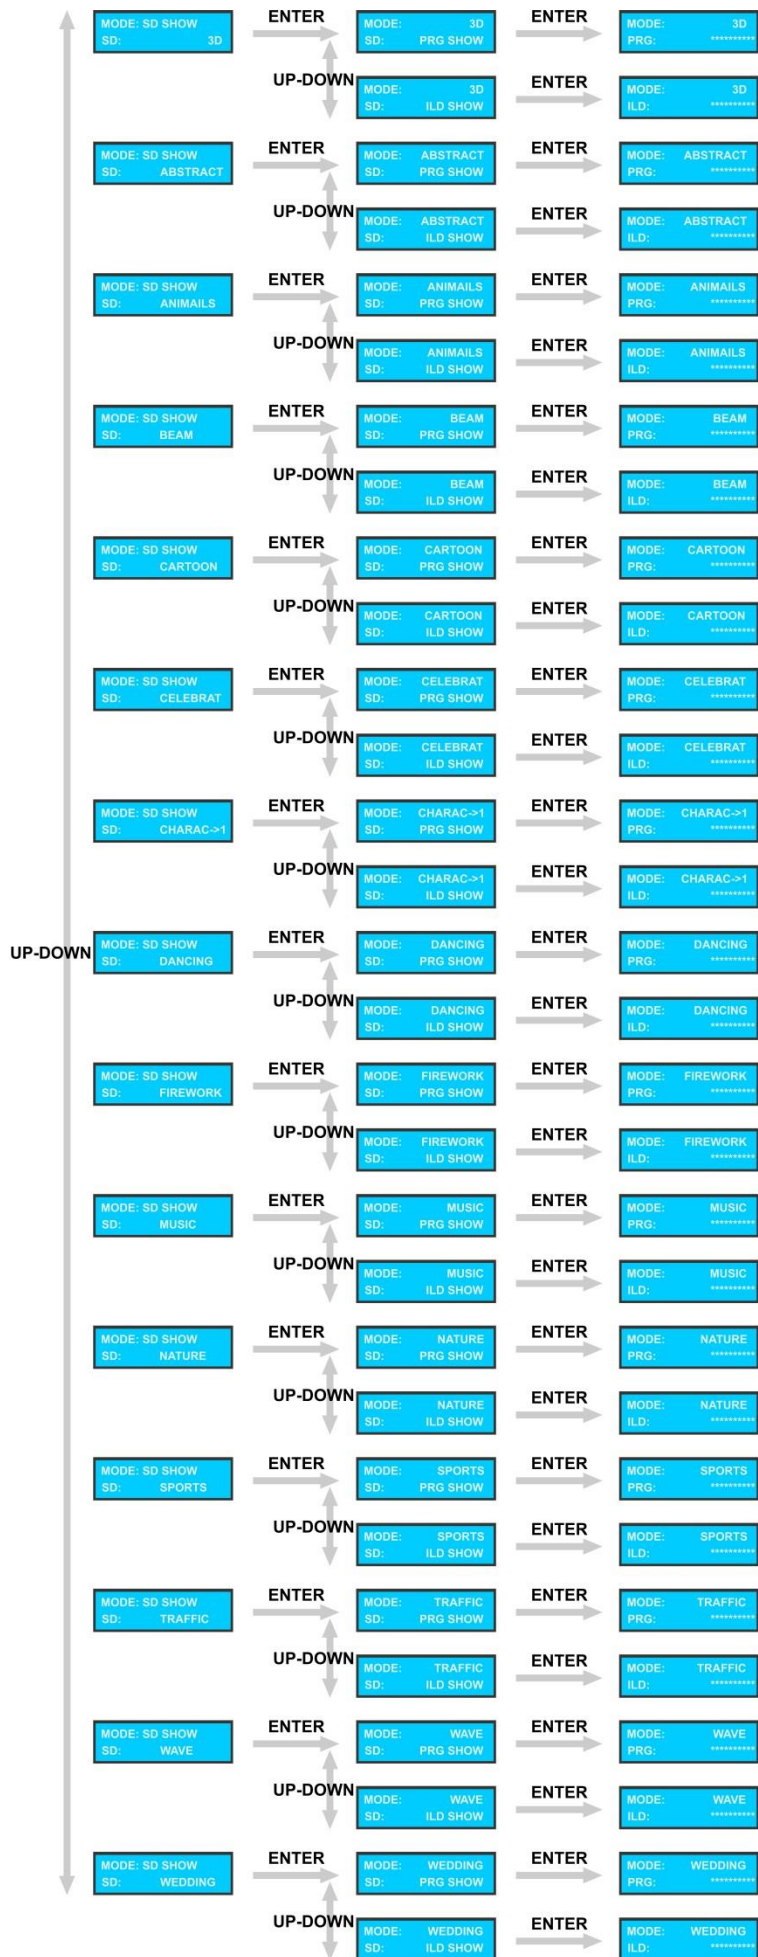 MODE: SD SHOW ENTER MODE: 3D ENTER MODE: 3D
SD: 3D SD: PRG SHOW PRG: **********
UP-DOWN MODE: 3D ENTER MODE: 3D
SD: ILD SHOW ILD: **********
MODE: SD SHOW ENTER MODE: ABSTRACT ENTER MODE: ABSTRACT
SD: ABSTRACT SD: PRG SHOW PRG: **********
UP-DOWN MODE: ABSTRACT ENTER MODE: ABSTRACT
SD: ILD SHOW ILD: **********
MODE: SD SHOW ENTER MODE: ANIMAILS ENTER MODE: ANIMAILS
SD: ANIMAILS SD: PRG SHOW PRG: **********
UP-DOWN MODE: ANIMAILS ENTER MODE: ANIMAILS
SD: ILD SHOW ILD: **********
MODE: SD SHOW ENTER MODE: BEAM ENTER MODE: BEAM
SD: BEAM SD: PRG SHOW PRG: **********
UP-DOWN MODE: BEAM ENTER MODE: BEAM
SD: ILD SHOW ILD: **********
MODE: SD SHOW ENTER MODE: CARTOON ENTER MODE: CARTOON
SD: CARTOON SD: PRG SHOW PRG: **********
UP-DOWN MODE: CARTOON ENTER MODE: CARTOON
SD: ILD SHOW ILD: **********
MODE: SD SHOW ENTER MODE: CELEBRAT ENTER MODE: CELEBRAT
SD: CELEBRAT SD: PRG SHOW PRG: **********
UP-DOWN MODE: CELEBRAT ENTER MODE: CELEBRAT
SD: ILD SHOW ILD: **********
MODE: SD SHOW ENTER MODE: CHARAC->1 ENTER MODE: CHARAC->1
SD: CHARAC->1 SD: PRG SHOW PRG: **********
UP-DOWN MODE: CHARAC->1 ENTER MODE: CHARAC->1
SD: ILD SHOW ILD: **********
UP-DOWN MODE: SD SHOW ENTER MODE: DANCING ENTER MODE: DANCING
SD: DANCING SD: PRG SHOW PRG: **********
UP-DOWN MODE: DANCING ENTER MODE: DANCING
SD: ILD SHOW ILD: **********
MODE: SD SHOW ENTER MODE: FIREWORK ENTER MODE: FIREWORK
SD: FIREWORK SD: PRG SHOW PRG: **********
UP-DOWN MODE: FIREWORK ENTER MODE: FIREWORK
SD: ILD SHOW ILD: **********
MODE: SD SHOW ENTER MODE: MUSIC ENTER MODE: MUSIC
SD: MUSIC SD: PRG SHOW PRG: **********
UP-DOWN MODE: MUSIC ENTER MODE: MUSIC
SD: ILD SHOW ILD: **********
MODE: SD SHOW ENTER MODE: NATURE ENTER MODE: NATURE
SD: NATURE SD: PRG SHOW PRG: **********
UP-DOWN MODE: NATURE ENTER MODE: NATURE
SD: ILD SHOW ILD: **********
MODE: SD SHOW ENTER MODE: SPORTS ENTER MODE: SPORTS
SD: SPORTS SD: PRG SHOW PRG: **********
UP-DOWN MODE: SPORTS ENTER MODE: SPORTS
SD: ILD SHOW ILD: **********
MODE: SD SHOW ENTER MODE: TRAFFIC ENTER MODE: TRAFFIC
SD: TRAFFIC SD: PRG SHOW PRG: **********
UP-DOWN MODE: TRAFFIC ENTER MODE: TRAFFIC
SD: ILD SHOW ILD: **********
MODE: SD SHOW ENTER MODE: WAVE ENTER MODE: WAVE
SD: WAVE SD: PRG SHOW PRG: **********
UP-DOWN MODE: WAVE ENTER MODE: WAVE
SD: ILD SHOW ILD: **********
MODE: SD SHOW ENTER MODE: WEDDING ENTER MODE: WEDDING
SD: WEDDING SD: PRG SHOW PRG: **********
UP-DOWN MODE: WEDDING ENTER MODE: WEDDING
SD: ILD SHOW ILD: **********